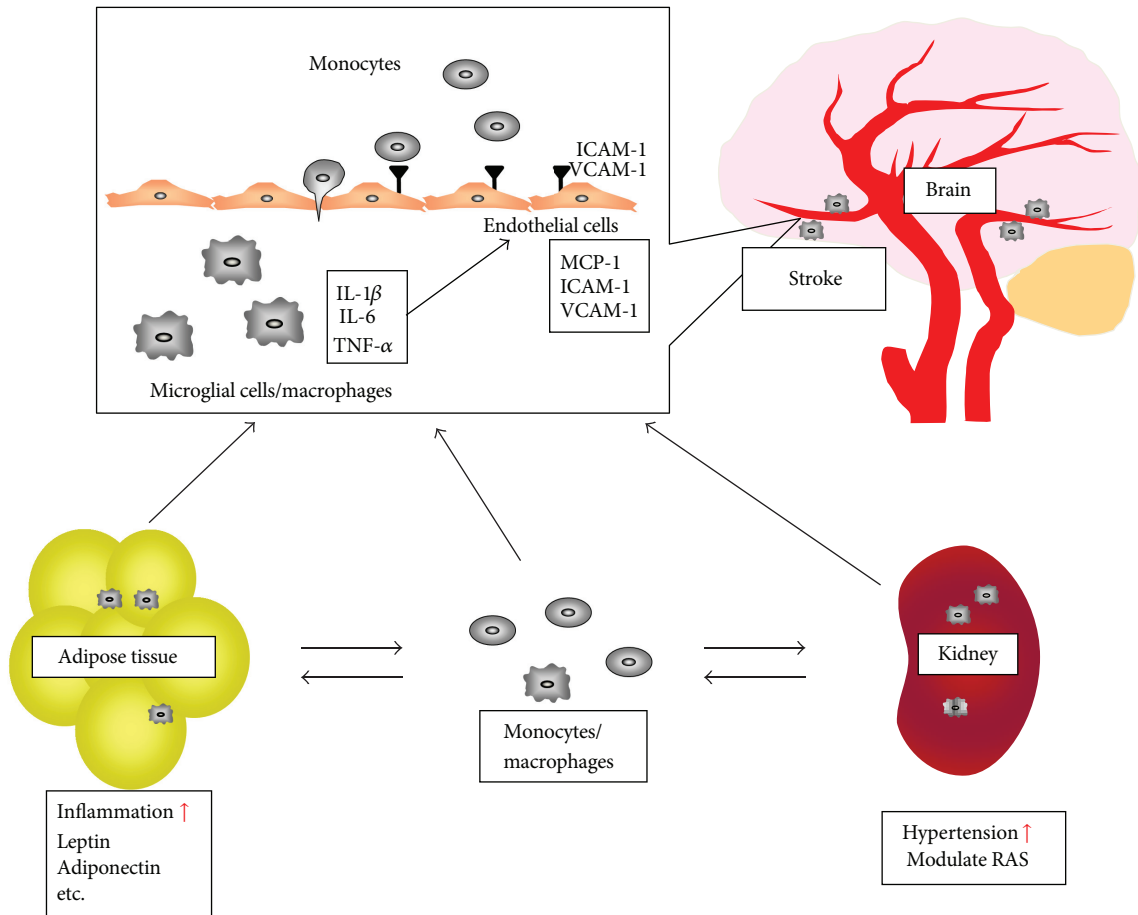 Monocytes
ICAM-1
VCAM-1
Endothelial cells
MCP-1
ICAM-1
VCAM-1
IL-1β
IL-6
TNF-α
Microglial cells/macrophages
Brain
Stroke
Adipose tissue
Monocytes/
macrophages
Kidney
Inflammation ↑
Leptin
Adiponectin
etc.
Hypertension ↑
Modulate RAS